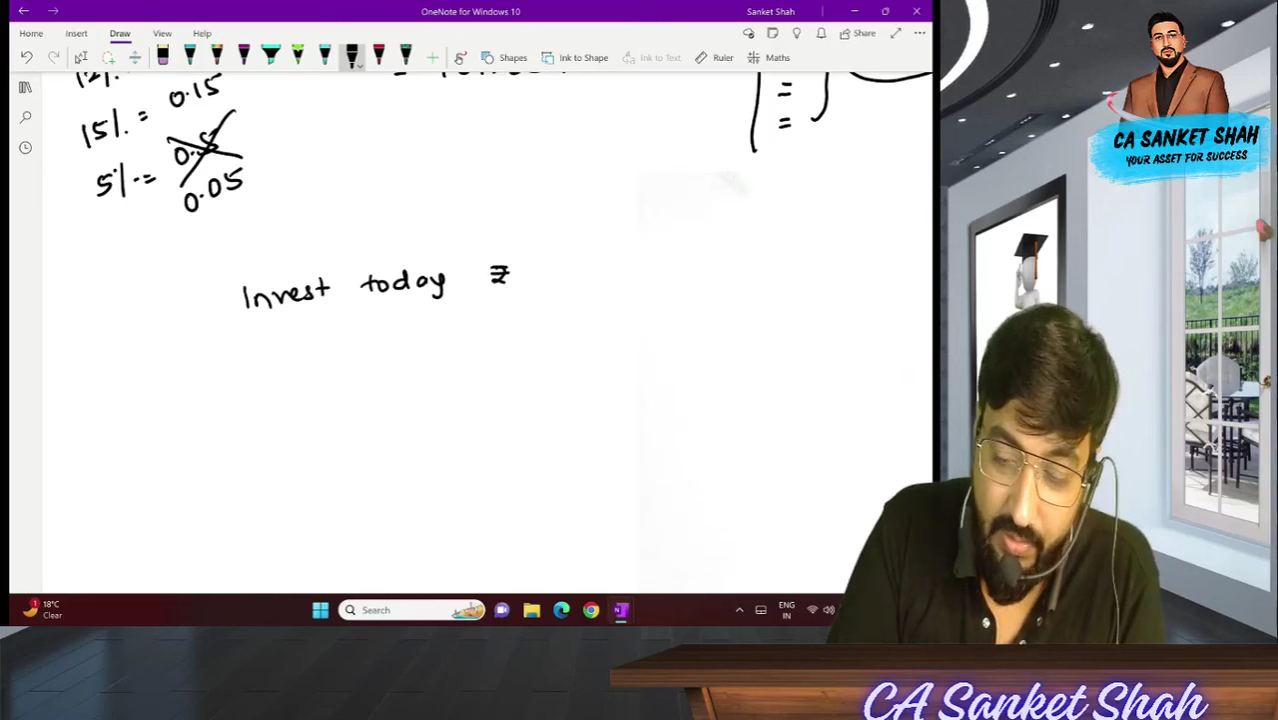 OneNote for Windows 10
Sanket Shah
Home Insert Draw View Help
Share
Shapes Ink to Shape Ink to Text Ruler Maths
12%.
0.15
15%. =
5% =
0.05
=
=
Invest today ₹
CA SANKET SHAH
YOUR ASSET FOR SUCCESS
1
18°C
Clear
Search
ENG
IN
CA Sanket Shah